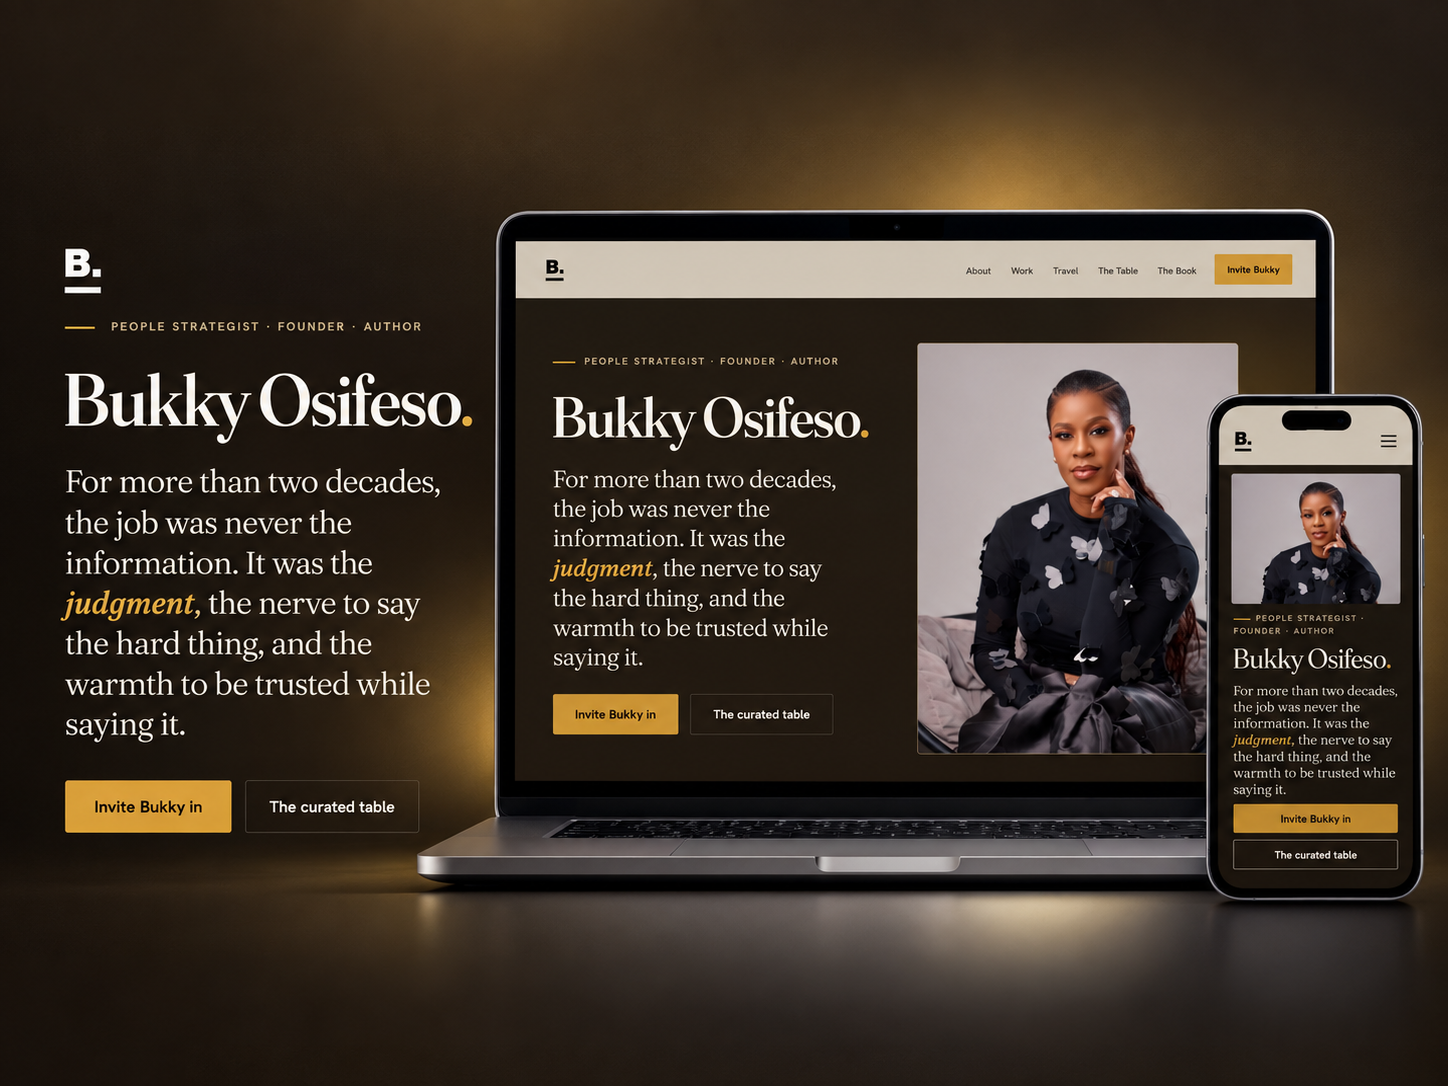 B.
PEOPLE STRATEGIST · FOUNDER · AUTHOR
Bukky Osifeso.
For more than two decades,
the job was never the
information. It was the
judgment, the nerve to say
the hard thing, and the
warmth to be trusted while
saying it.
Invite Bukky in
The curated table
B.
About
Work
Travel
The Table
The Book
Invite Bukky
PEOPLE STRATEGIST · FOUNDER · AUTHOR
Bukky Osifeso.
For more than two decades,
the job was never the
information. It was the
judgment, the nerve to say
the hard thing, and the
warmth to be trusted while
saying it.
Invite Bukky in
The curated table
B.
PEOPLE STRATEGIST ·
FOUNDER · AUTHOR
Bukky Osifeso.
For more than two decades,
the job was never the
information. It was the
judgment, the nerve to say
the hard thing, and the
warmth to be trusted while
saying it.
Invite Bukky in
The curated table